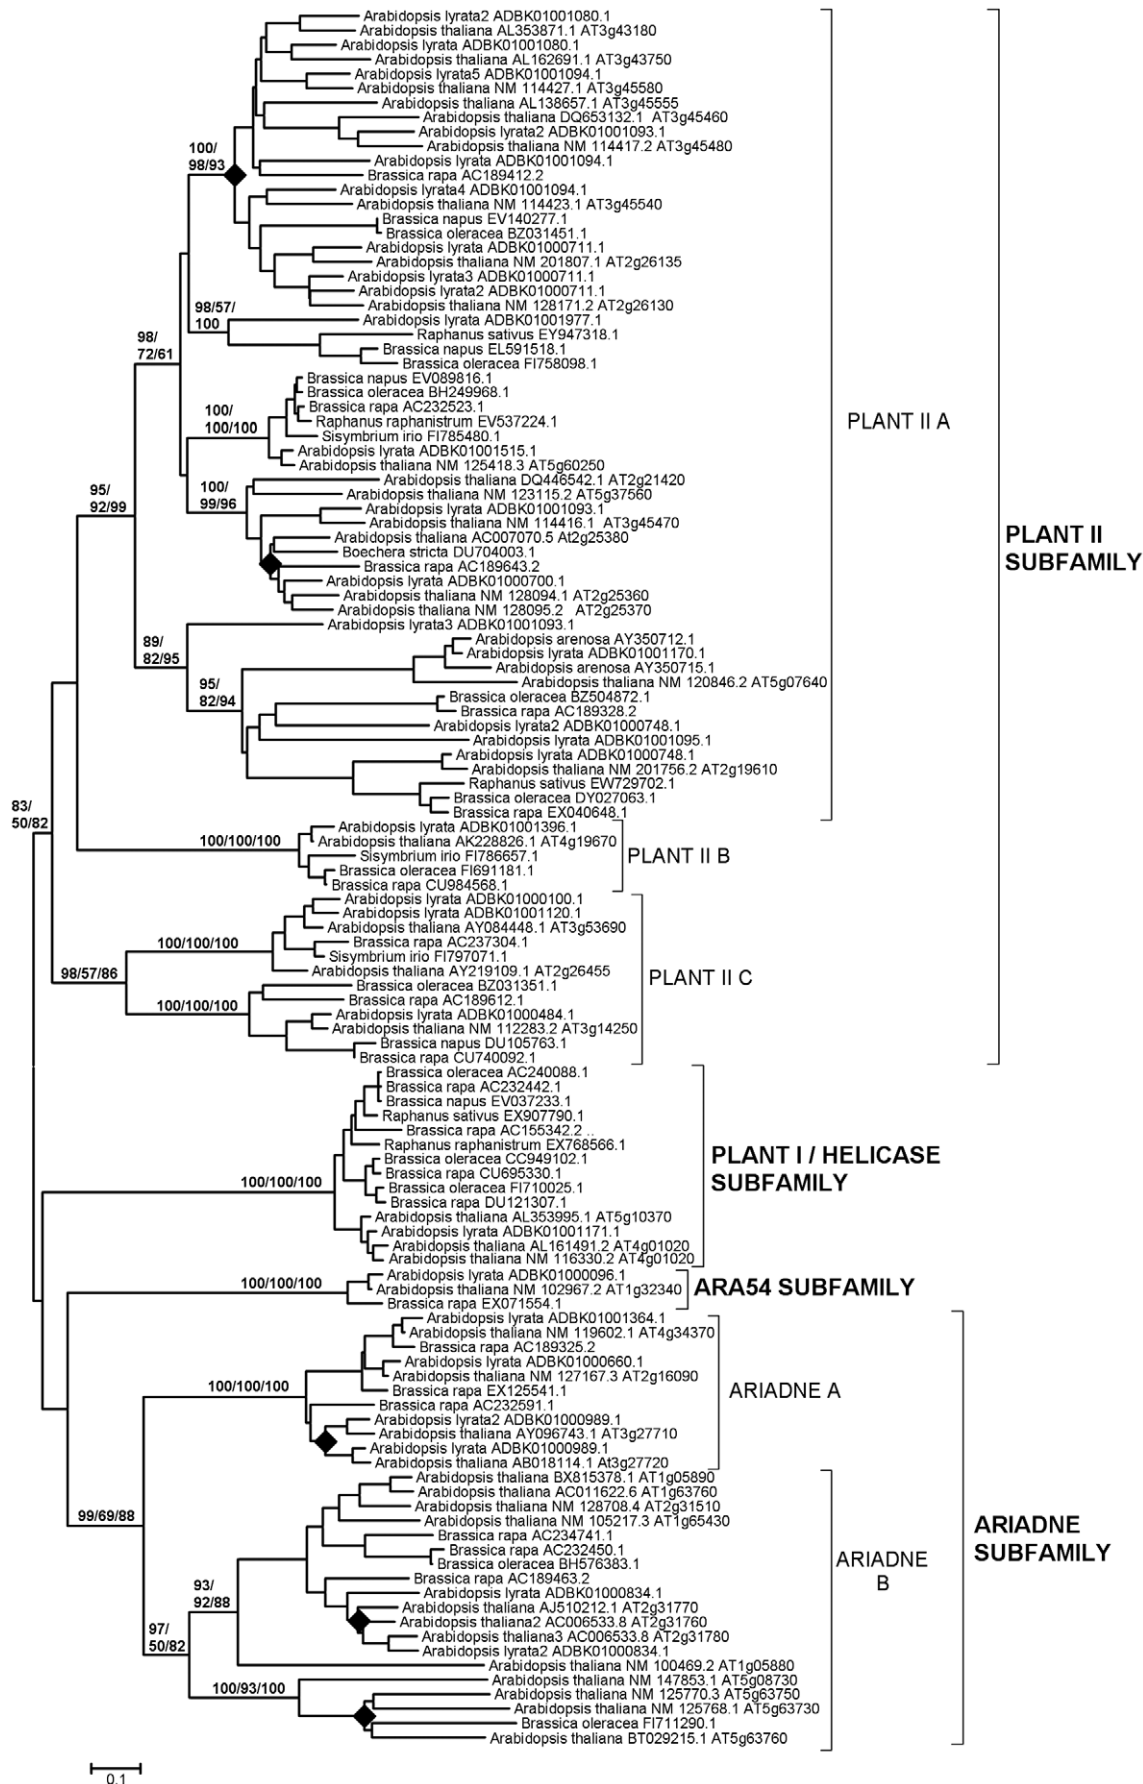 Arabidopsis lyrata2 ADBK01001080.1
Arabidopsis thaliana AL353871.1 AT3g43180
Arabidopsis lyrata ADBK01001080.1
Arabidopsis thaliana AL162691.1 AT3g43750
Arabidopsis lyrata5 ADBK01001094.1
Arabidopsis thaliana NM 114427.1 AT3g45580
Arabidopsis thaliana AL138657.1 AT3g45555
Arabidopsis thaliana DQ653132.1 AT3g45460
Arabidopsis lyrata2 ADBK01001093.1
Arabidopsis thaliana NM 114417.2 AT3g45480
100/
98/93
Arabidopsis lyrata ADBK01001094.1
Brassica rapa AC189412.2
Arabidopsis lyrata4 ADBK01001094.1
Arabidopsis thaliana NM 114423.1 AT3g45540
Brassica napus EV140277.1
Brassica oleracea BZ031451.1
Arabidopsis lyrata ADBK01000711.1
Arabidopsis thaliana NM 201807.1 AT2g26135
Arabidopsis lyrata3 ADBK01000711.1
Arabidopsis lyrata2 ADBK01000711.1
Arabidopsis thaliana NM 128171.2 AT2g26130
98/57/
100
Arabidopsis lyrata ADBK01001977.1
Raphanus sativus EY947318.1
98/
72/61
Brassica napus EL591518.1
Brassica oleracea FI758098.1
Brassica napus EV089816.1
Brassica oleracea BH249968.1
Brassica rapa AC232523.1
100/
100/100
Raphanus raphanistrum EV537224.1
PLANT II A
Sisymbrium irio FI785480.1
Arabidopsis lyrata ADBK01001515.1
Arabidopsis thaliana NM 125418.3 AT5g60250
Arabidopsis thaliana DQ446542.1 AT2g21420
100/
99/96
Arabidopsis thaliana NM 123115.2 AT5g37560
95/
92/99
Arabidopsis lyrata ADBK01001093.1
Arabidopsis thaliana NM 114416.1 AT3g45470
Arabidopsis thaliana AC007070.5 At2g25380
PLANT II
SUBFAMILY
Boechera stricta DU704003.1
Brassica rapa AC189643.2
Arabidopsis lyrata ADBK01000700.1
Arabidopsis thaliana NM 128094.1 AT2g25360
Arabidopsis thaliana NM 128095.2 AT2g25370
Arabidopsis lyrata3 ADBK01001093.1
89/
82/95
Arabidopsis arenosa AY350712.1
Arabidopsis lyrata ADBK01001170.1
Arabidopsis arenosa AY350715.1
Arabidopsis thaliana NM 120846.2 AT5g07640
95/
82/94
Brassica oleracea BZ504872.1
Brassica rapa AC189328.2
Arabidopsis lyrata2 ADBK01000748.1
Arabidopsis lyrata ADBK01001095.1
Arabidopsis lyrata ADBK01000748.1
Arabidopsis thaliana NM 201756.2 AT2g19610
Raphanus sativus EW729702.1
Brassica oleracea DY027063.1
Brassica rapa EX040648.1
83/
50/82
Arabidopsis lyrata ADBK01001396.1
100/100/100
Arabidopsis thaliana AK228826.1 AT4g19670
PLANT II B
Sisymbrium irio FI786657.1
Brassica oleracea FI691181.1
Brassica rapa CU984568.1
Arabidopsis lyrata ADBK01000100.1
Arabidopsis lyrata ADBK01001120.1
Arabidopsis thaliana AY084448.1 AT3g53690
100/100/100
Brassica rapa AC237304.1
Sisymbrium irio FI797071.1
98/57/86
Arabidopsis thaliana AY219109.1 AT2g26455
PLANT II C
Brassica oleracea BZ031351.1
Brassica rapa AC189612.1
100/100/100
Arabidopsis lyrata ADBK01000484.1
Arabidopsis thaliana NM 112283.2 AT3g14250
Brassica napus DU105763.1
Brassica rapa CU740092.1
Brassica oleracea AC240088.1
Brassica rapa AC232442.1
Brassica napus EV037233.1
Raphanus sativus EX907790.1
Brassica rapa AC155342.2 ..
Raphanus raphanistrum EX768566.1
PLANT I / HELICASE
SUBFAMILY
Brassica oleracea CC949102.1
Brassica rapa CU695330.1
100/100/100
Brassica oleracea FI710025.1
Brassica rapa DU121307.1
Arabidopsis thaliana AL353995.1 AT5g10370
Arabidopsis lyrata ADBK01001171.1
Arabidopsis thaliana AL161491.2 AT4g01020
Arabidopsis thaliana NM 116330.2 AT4g01020
Arabidopsis lyrata ADBK01000096.1
100/100/100
Arabidopsis thaliana NM 102967.2 AT1g32340
ARA54 SUBFAMILY
Brassica rapa EX071554.1
Arabidopsis lyrata ADBK01001364.1
Arabidopsis thaliana NM 119602.1 AT4g34370
Brassica rapa AC189325.2
Arabidopsis lyrata ADBK01000660.1
Arabidopsis thaliana NM 127167.3 AT2g16090
100/100/100
Brassica rapa EX125541.1
ARIADNE A
Brassica rapa AC232591.1
Arabidopsis lyrata2 ADBK01000989.1
Arabidopsis thaliana AY096743.1 AT3g27710
Arabidopsis lyrata ADBK01000989.1
Arabidopsis thaliana AB018114.1 At3g27720
Arabidopsis thaliana BX815378.1 AT1g05890
Arabidopsis thaliana AC011622.6 AT1g63760
Arabidopsis thaliana NM 128708.4 AT2g31510
99/69/88
Arabidopsis thaliana NM 105217.3 AT1g65430
ARIADNE
SUBFAMILY
Brassica rapa AC234741.1
Brassica rapa AC232450.1
Brassica oleracea BH576383.1
ARIADNE
B
Brassica rapa AC189463.2
93/
92/88
Arabidopsis lyrata ADBK01000834.1
Arabidopsis thaliana AJ510212.1 AT2g31770
Arabidopsis thaliana2 AC006533.8 AT2g31760
97/
50/82
Arabidopsis thaliana3 AC006533.8 AT2g31780
Arabidopsis lyrata2 ADBK01000834.1
Arabidopsis thaliana NM 100469.2 AT1g05880
Arabidopsis thaliana NM 147853.1 AT5g08730
100/93/100
Arabidopsis thaliana NM 125770.3 AT5g63750
Arabidopsis thaliana NM 125768.1 AT5g63730
Brassica oleracea FI711290.1
Arabidopsis thaliana BT029215.1 AT5g63760
0.1